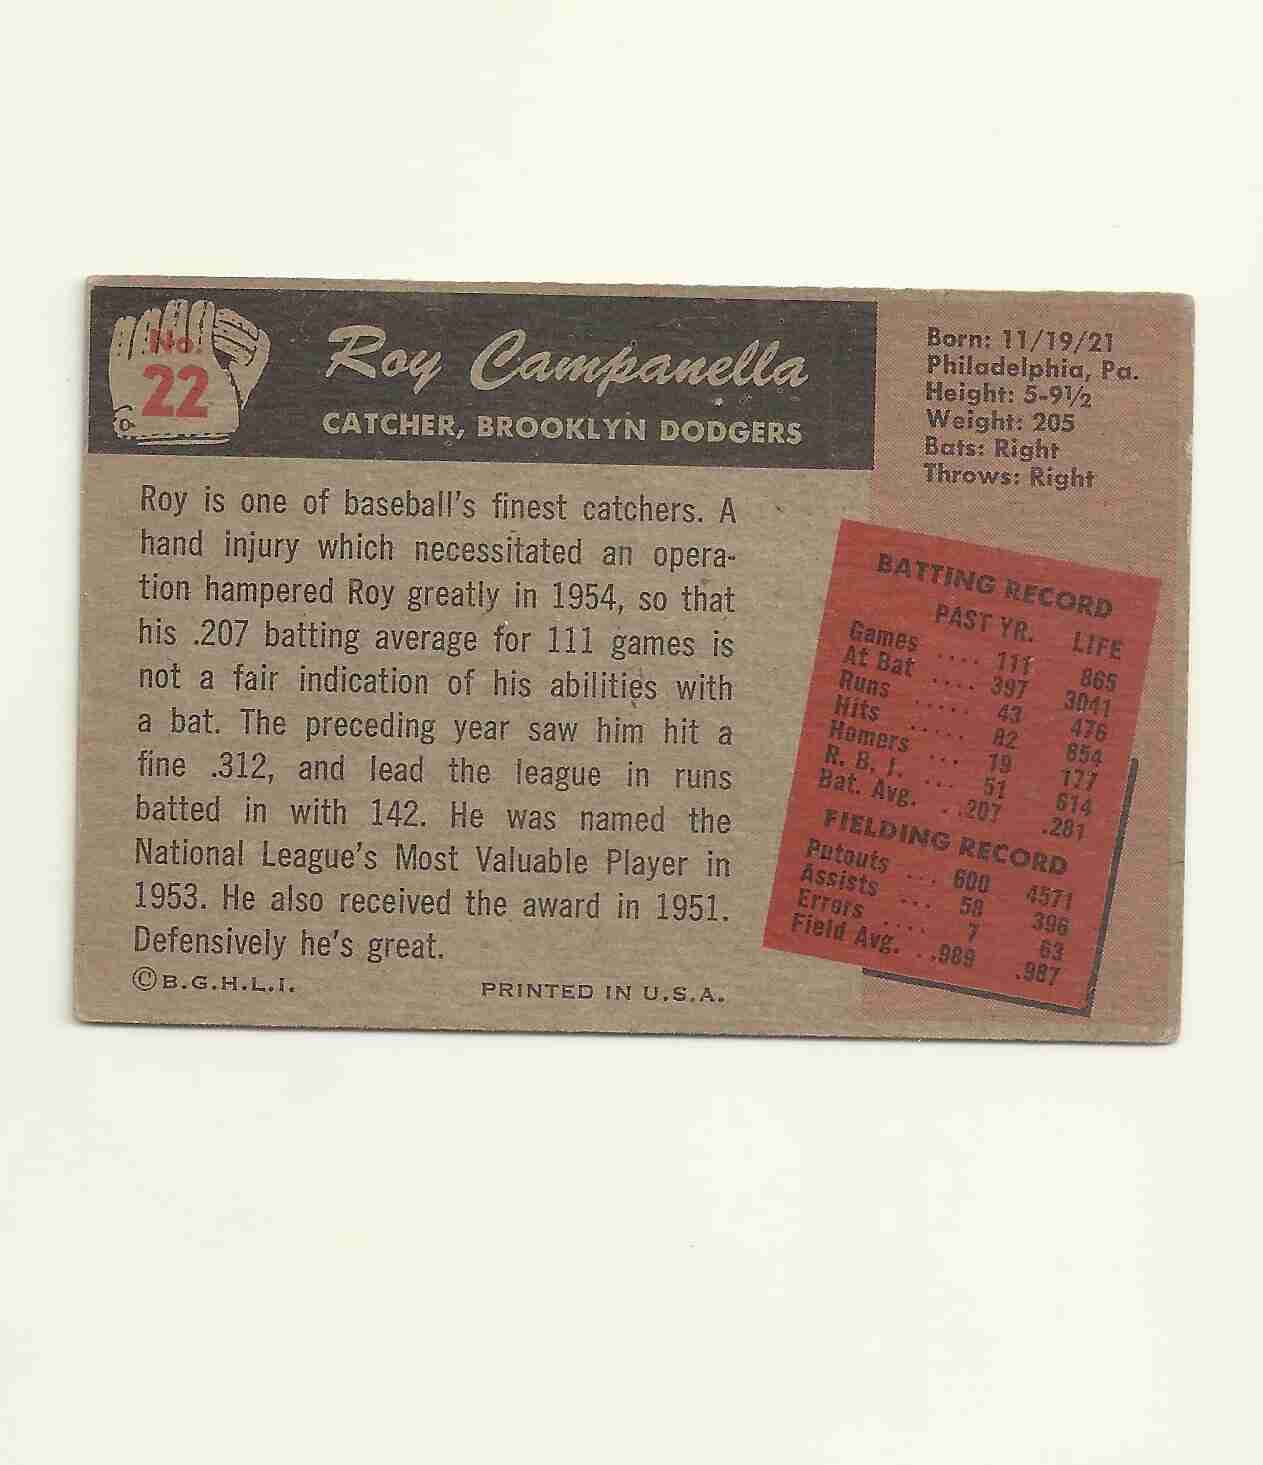 No.
22
Roy Campanella
CATCHER, BROOKLYN DODGERS
Born: 11/19/21
Philadelphia, Pa.
Height: 5-9½
Weight: 205
Bats: Right
Throws: Right
Roy is one of baseball's finest catchers. A
hand injury which necessitated an opera-
tion hampered Roy greatly in 1954, so that
his .207 batting average for 111 games is
not a fair indication of his abilities with
a bat. The preceding year saw him hit a
fine .312, and lead the league in runs
batted in with 142. He was named the
National League's Most Valuable Player in
1953. He also received the award in 1951.
Defensively he's great.
© B.G.H.L.I.
PRINTED IN U.S.A.
BATTING RECORD
PAST YR. LIFE
Games .... 111 865
At Bat .... 397 3041
Runs ..... 43 476
Hits ..... 82 854
Homers ... 19 177
R. B. I. ... 51 614
Bat. Avg. . .207 .281
FIELDING RECORD
Putouts ... 600 4571
Assists ... 58 396
Errors .... 7 63
Field Avg. . .989 .987